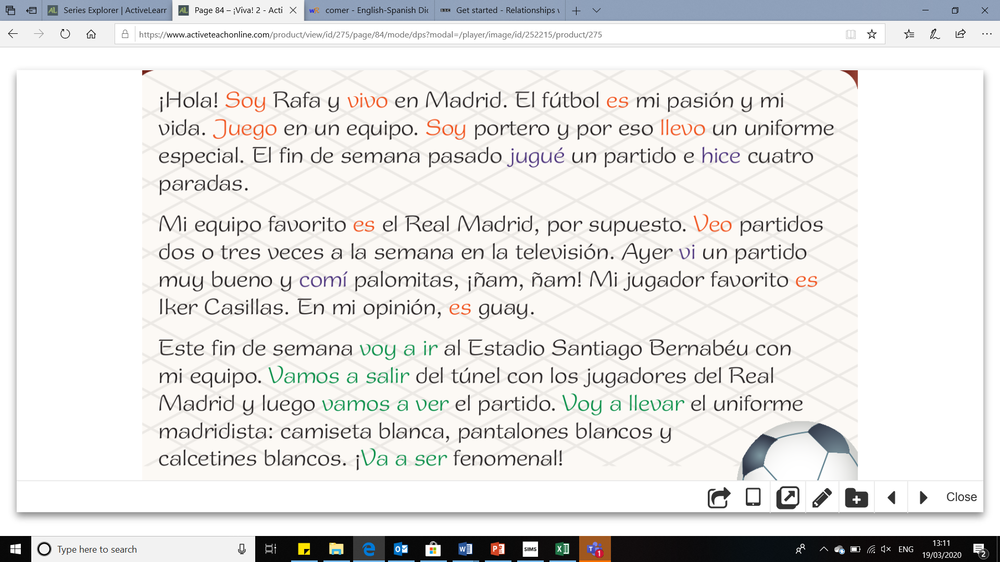 Series Explorer | ActiveLearr
Page 84 – ¡Viva! 2 - Acti
comer - English-Spanish Dic
Get started - Relationships v
https://www.activeteachonline.com/product/view/id/275/page/84/mode/dps?modal=/player/image/id/252215/product/275
¡Hola! Soy Rafa y vivo en Madrid. El fútbol es mi pasión y mi
vida. Juego en un equipo. Soy portero y por eso llevo un uniforme
especial. El fin de semana pasado jugué un partido e hice cuatro
paradas.
Mi equipo favorito es el Real Madrid, por supuesto. Veo partidos
dos o tres veces a la semana en la televisión. Ayer vi un partido
muy bueno y comí palomitas, ¡ñam, ñam! Mi jugador favorito es
Iker Casillas. En mi opinión, es guay.
Este fin de semana voy a ir al Estadio Santiago Bernabéu con
mi equipo. Vamos a salir del túnel con los jugadores del Real
Madrid y luego vamos a ver el partido. Voy a llevar el uniforme
madridista: camiseta blanca, pantalones blancos y
calcetines blancos. ¡Va a ser fenomenal!
Close
Type here to search
SIMS
ENG
13:11
19/03/2020
2